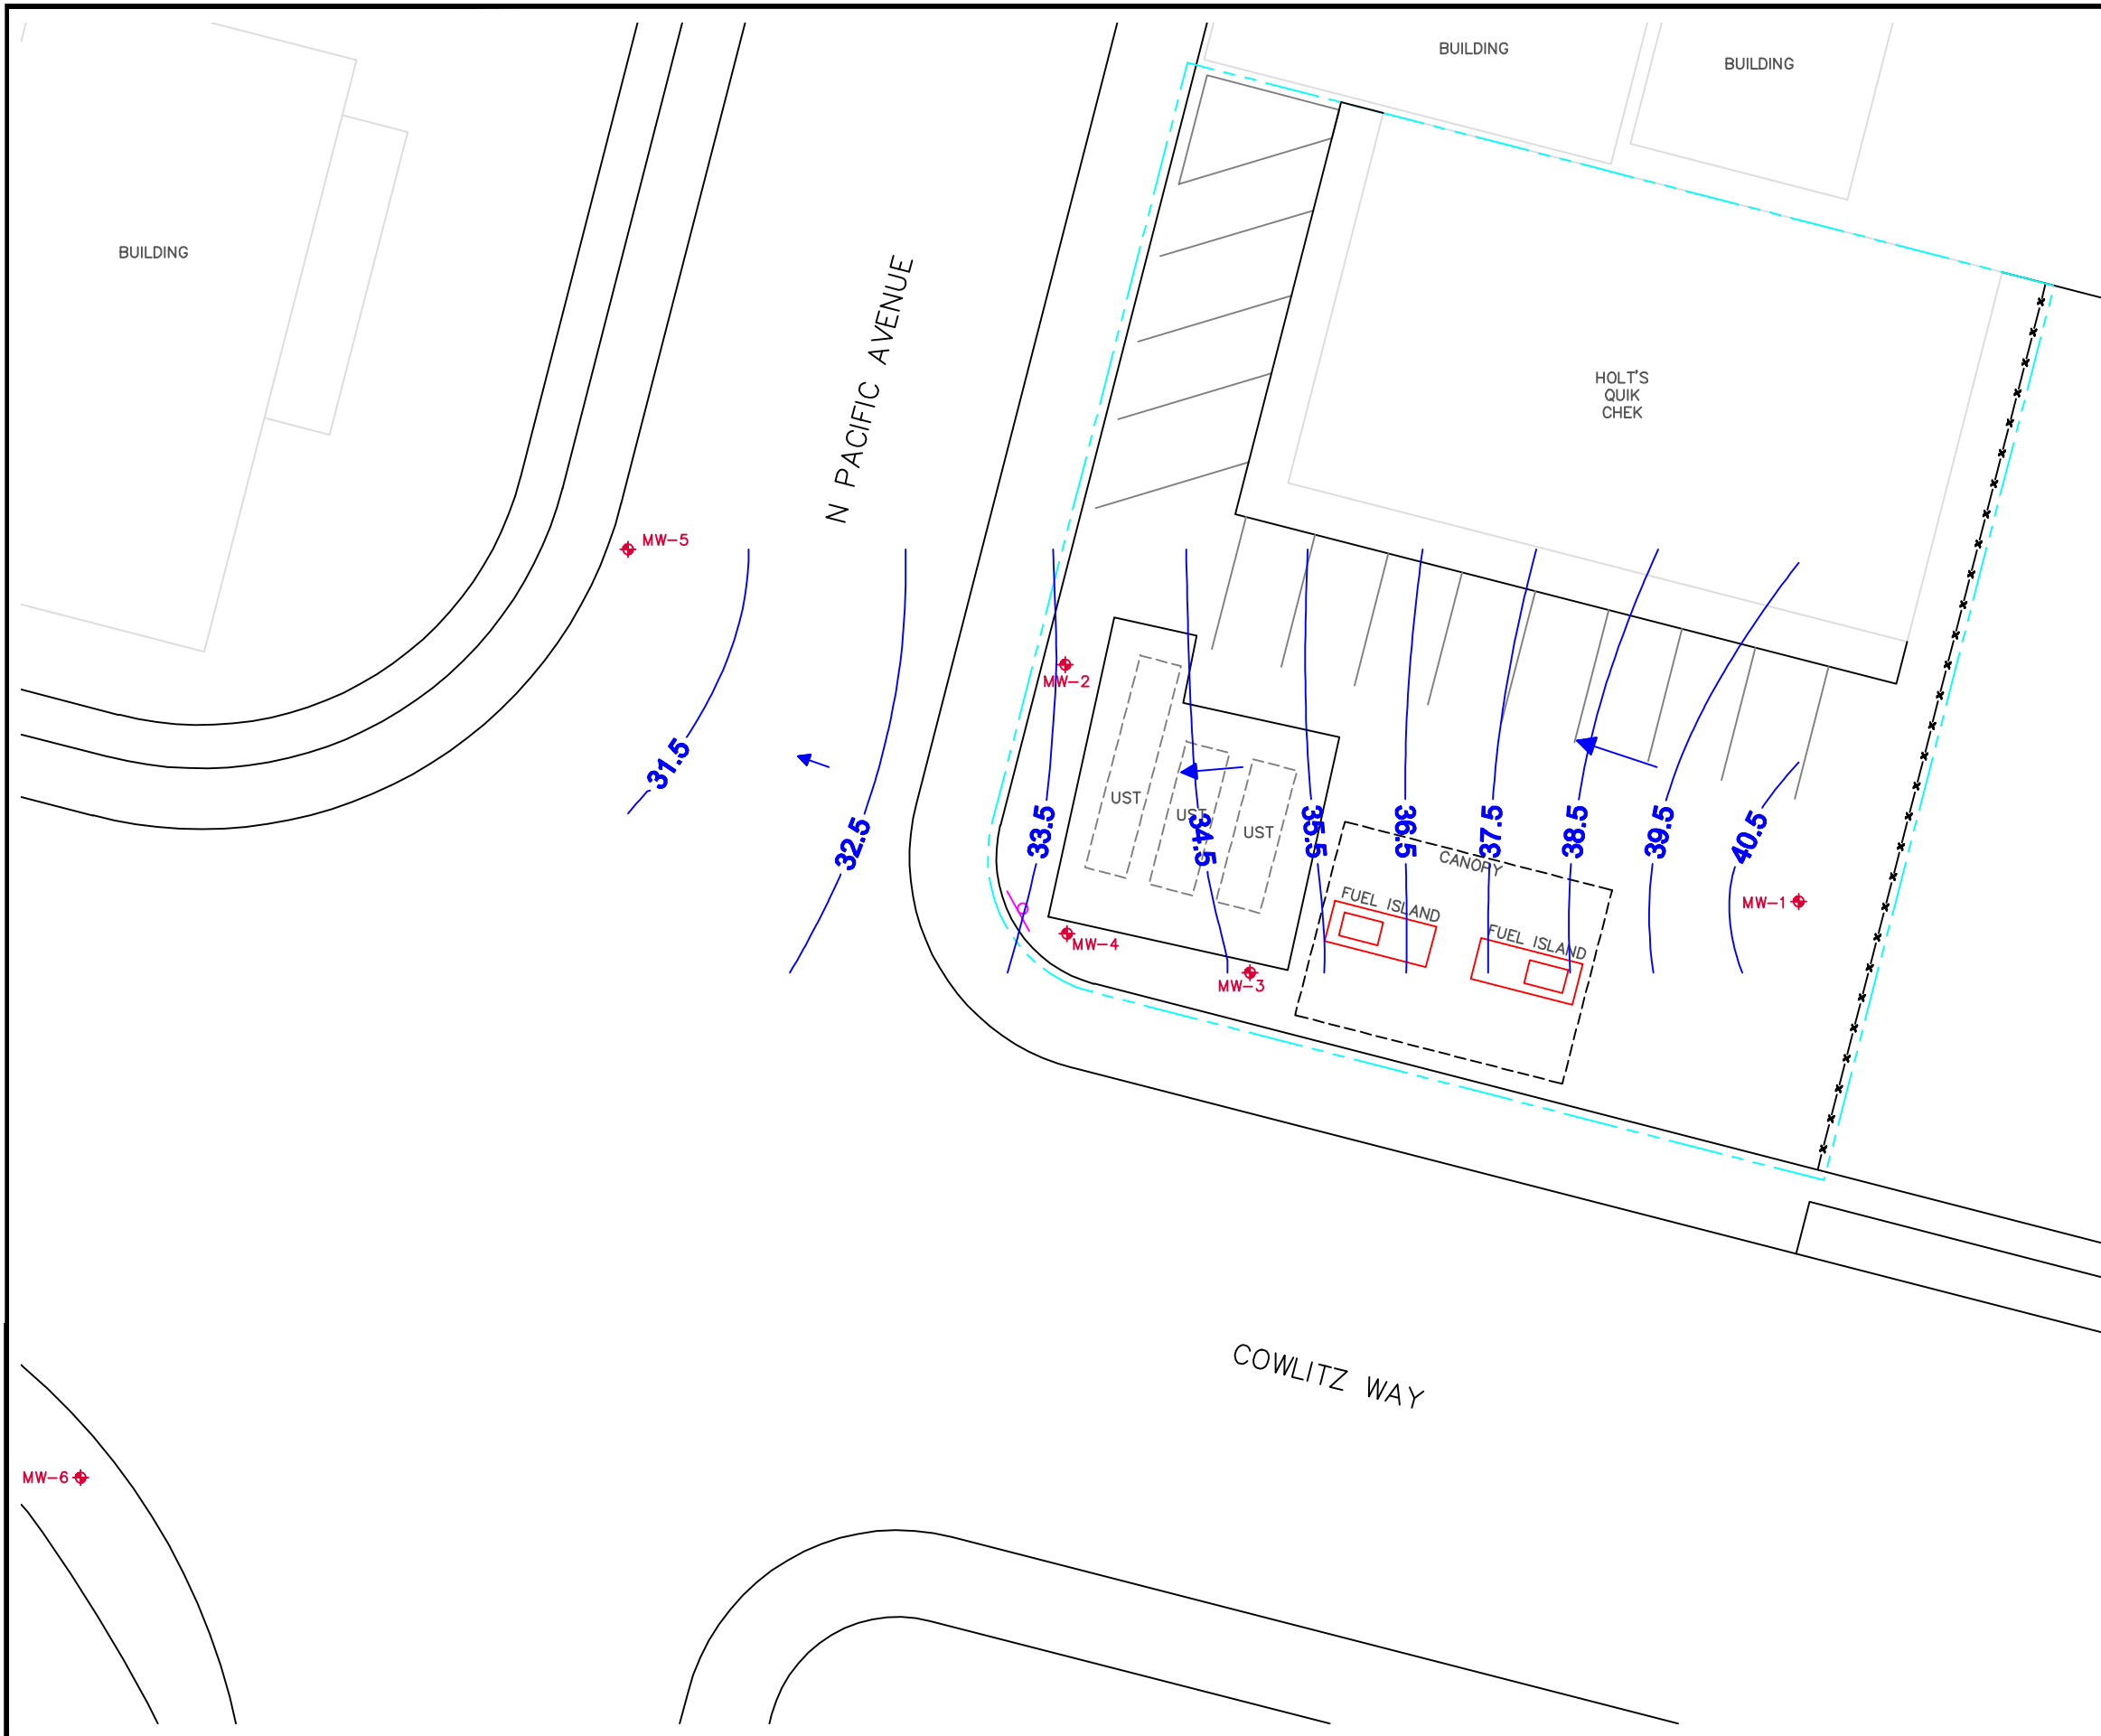 BUILDING
BUILDING
BUILDING
N PACIFIC AVENUE
HOLT'S
QUIK
CHEK
MW-5
MW-2
31.5
32.5
33.5
34.5
35.5
36.5
37.5
38.5
39.5
40.5
UST
UST
UST
CANOPY
FUEL ISLAND
FUEL ISLAND
MW-1
MW-4
MW-3
COWLITZ WAY
MW-6